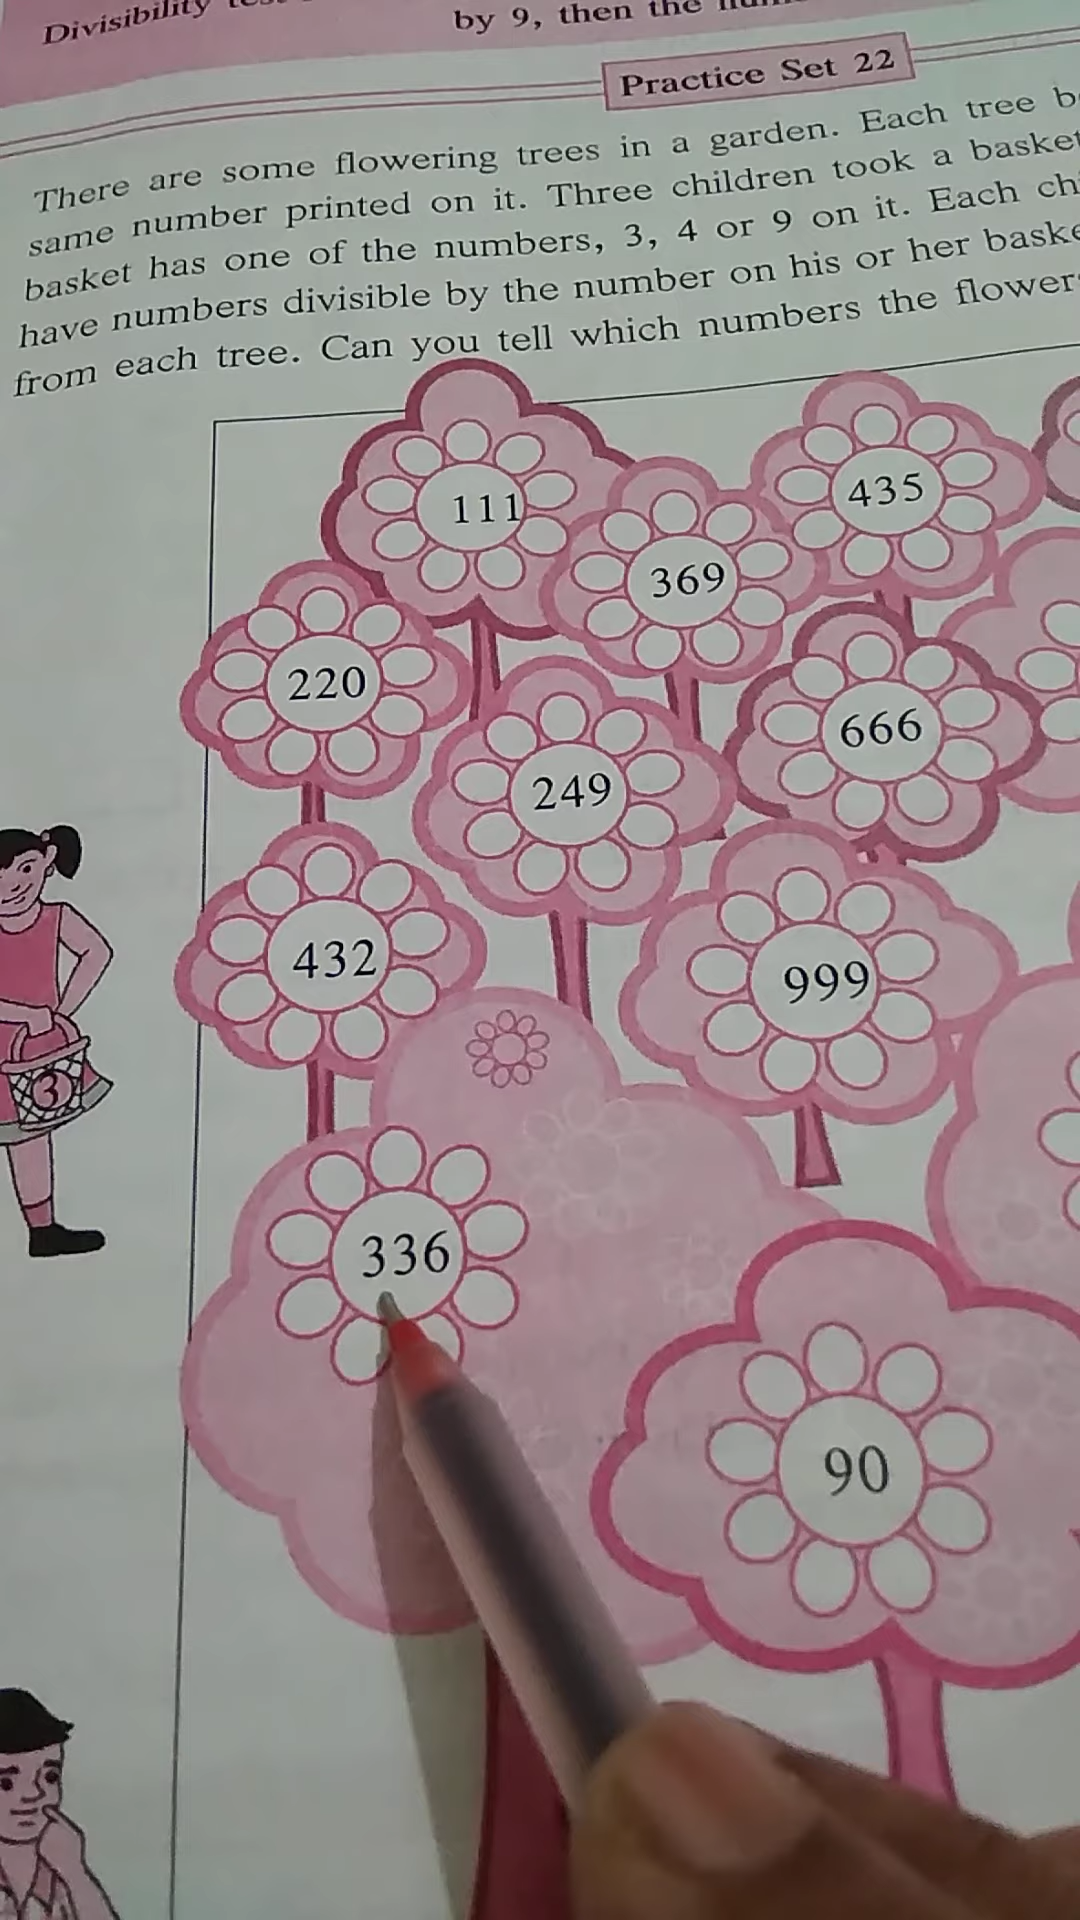 Divisibility
by 9, then the
Practice Set 22
There are some flowering trees in a garden. Each tree
same number printed on it. Three children took a basket
basket has one of the numbers, 3, 4 or 9 on it. Each
have numbers divisible by the number on his or her
from each tree. Can you tell which numbers the
111
435
369
220
666
249
432
999
3
336
90